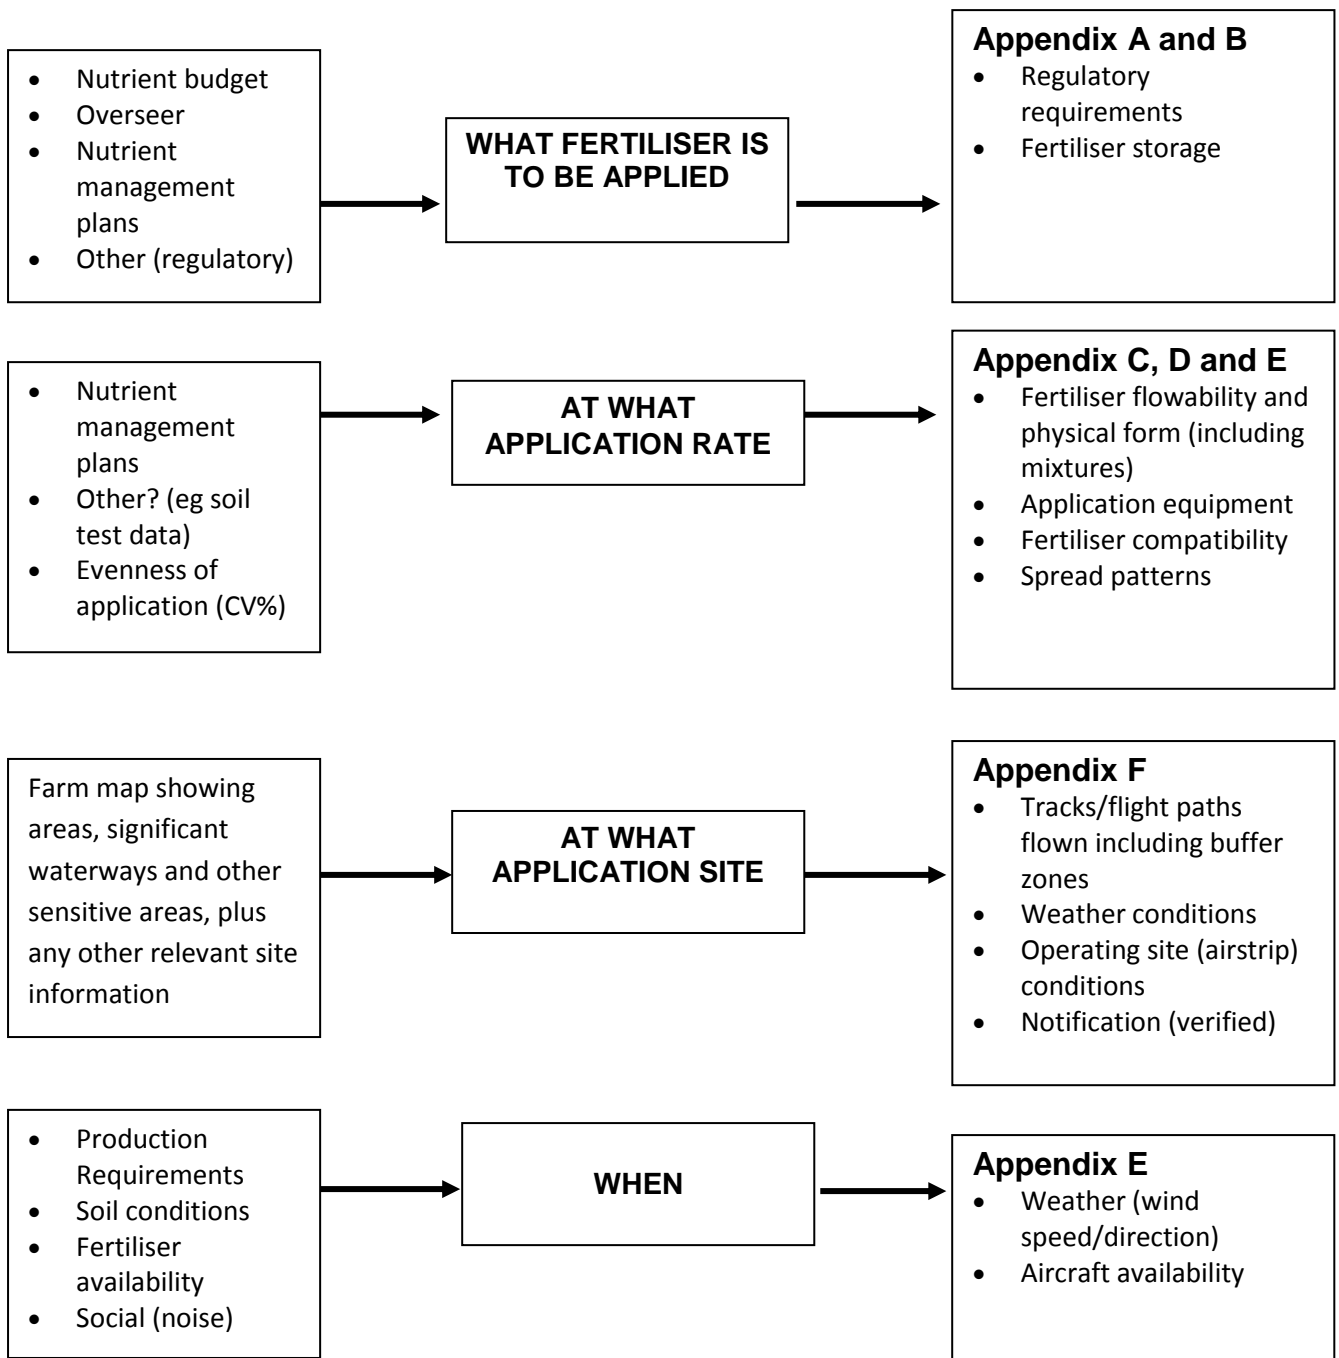 • Nutrient budget
• Overseer
• Nutrient
management
plans
• Other (regulatory)
WHAT FERTILISER IS
TO BE APPLIED
Appendix A and B
• Regulatory
requirements
• Fertiliser storage
• Nutrient
management
plans
• Other? (eg soil
test data)
• Evenness of
application (CV%)
AT WHAT
APPLICATION RATE
Appendix C, D and E
• Fertiliser flowability and
physical form (including
mixtures)
• Application equipment
• Fertiliser compatibility
• Spread patterns
Farm map showing
areas, significant
waterways and other
sensitive areas, plus
any other relevant site
information
AT WHAT
APPLICATION SITE
Appendix F
• Tracks/flight paths
flown including buffer
zones
• Weather conditions
• Operating site (airstrip)
conditions
• Notification (verified)
• Production
Requirements
• Soil conditions
• Fertiliser
availability
• Social (noise)
WHEN
Appendix E
• Weather (wind
speed/direction)
• Aircraft availability